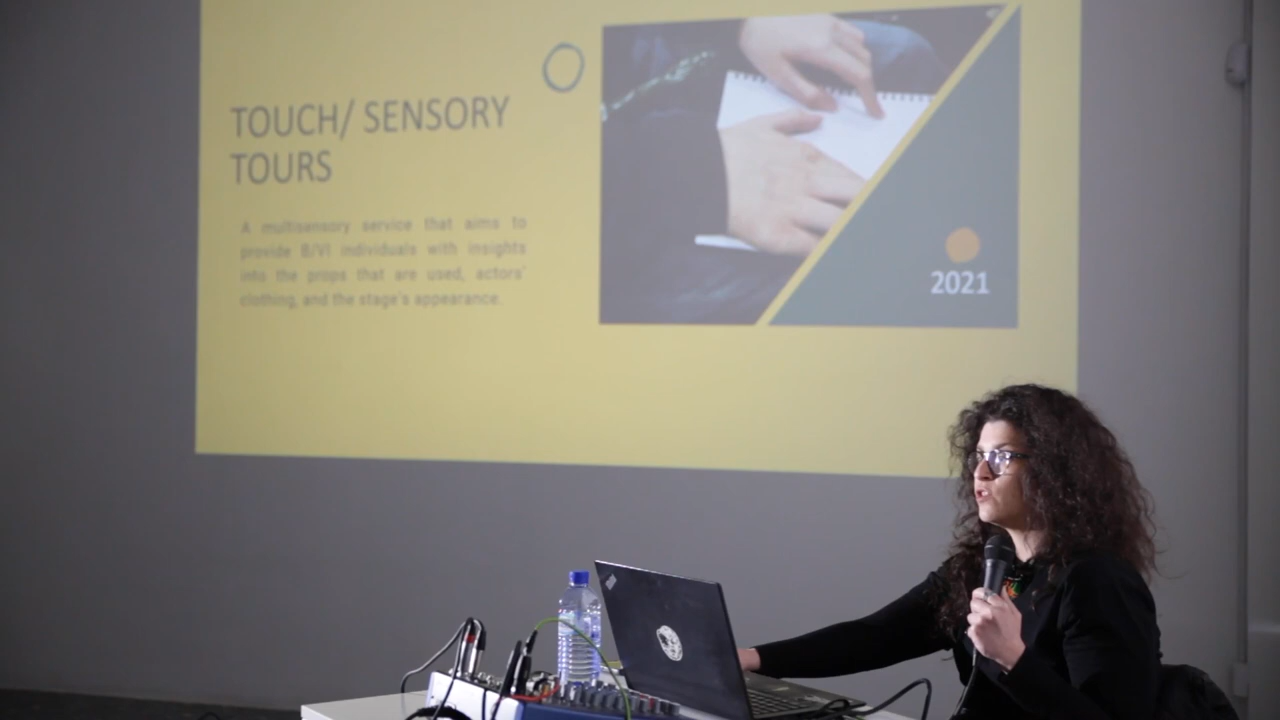 TOUCH/ SENSORY
TOURS
A multisensory service that aims to
provide B/VI individuals with insights
into the props that are used, actors'
clothing, and the stage's appearance.
2021